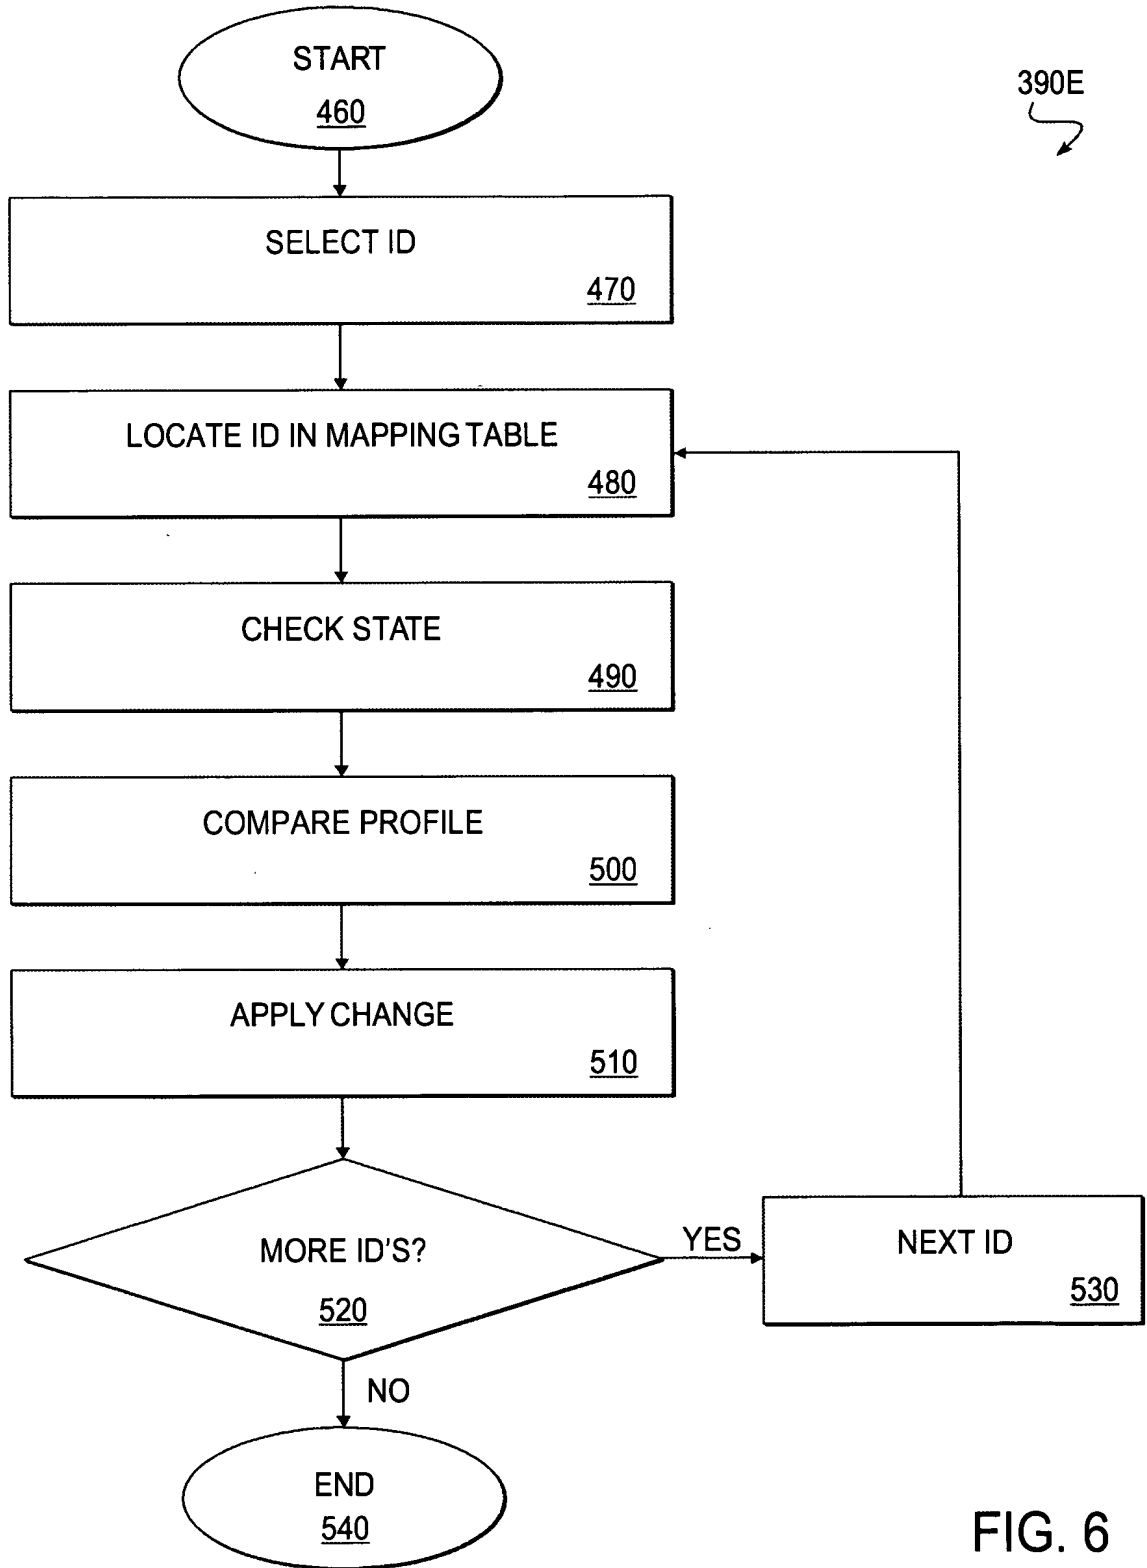 START
460
390E
SELECT ID
470
LOCATE ID IN MAPPING TABLE
480
CHECK STATE
490
COMPARE PROFILE
500
APPLY CHANGE
510
MORE ID'S?
520
YES
NEXT ID
530
NO
END
540
FIG. 6